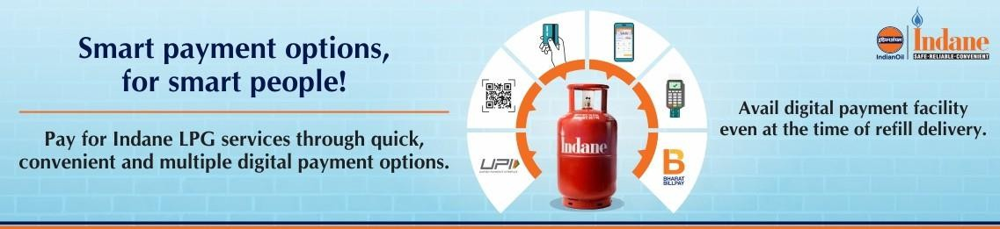 Smart payment options,
for smart people!
Pay for Indane LPG services through quick,
convenient and multiple digital payment options.
UPI
BHARAT
BILLPAY
Indane
इंडियनऑयल
IndianOil
Indane
SAFE•RELIABLE•CONVENIENT
Avail digital payment facility
even at the time of refill delivery.